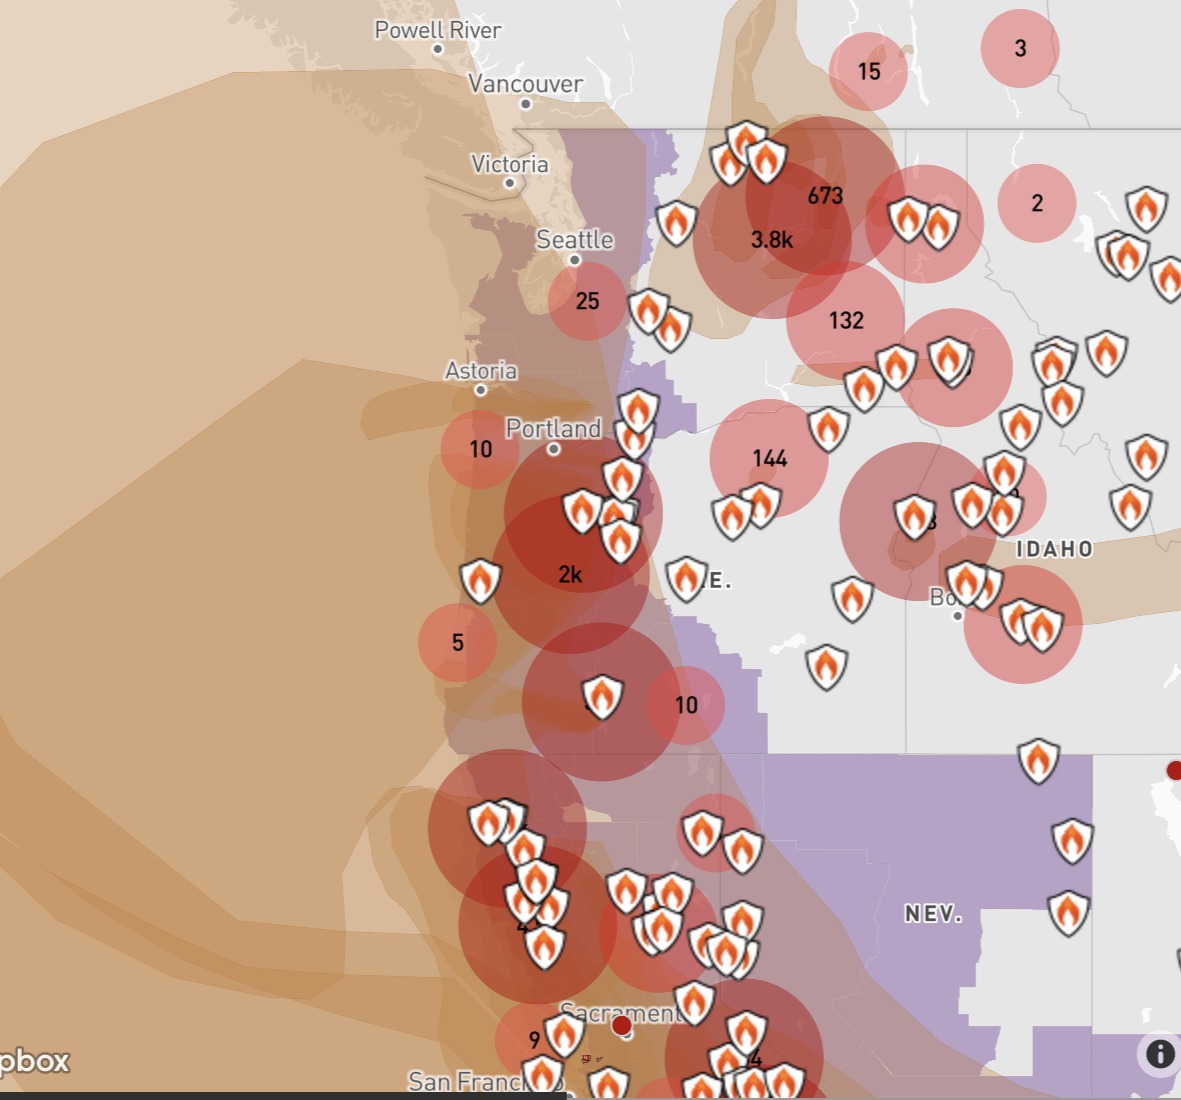 Powell River
3
15
Vancouver
Victoria
673
2
3.8k
Seattle
25
132
Astoria
Portland
10
144
IDAHO
2k
E.
5
10
NEV.
Sacrament
9
4
San Franc
pbox